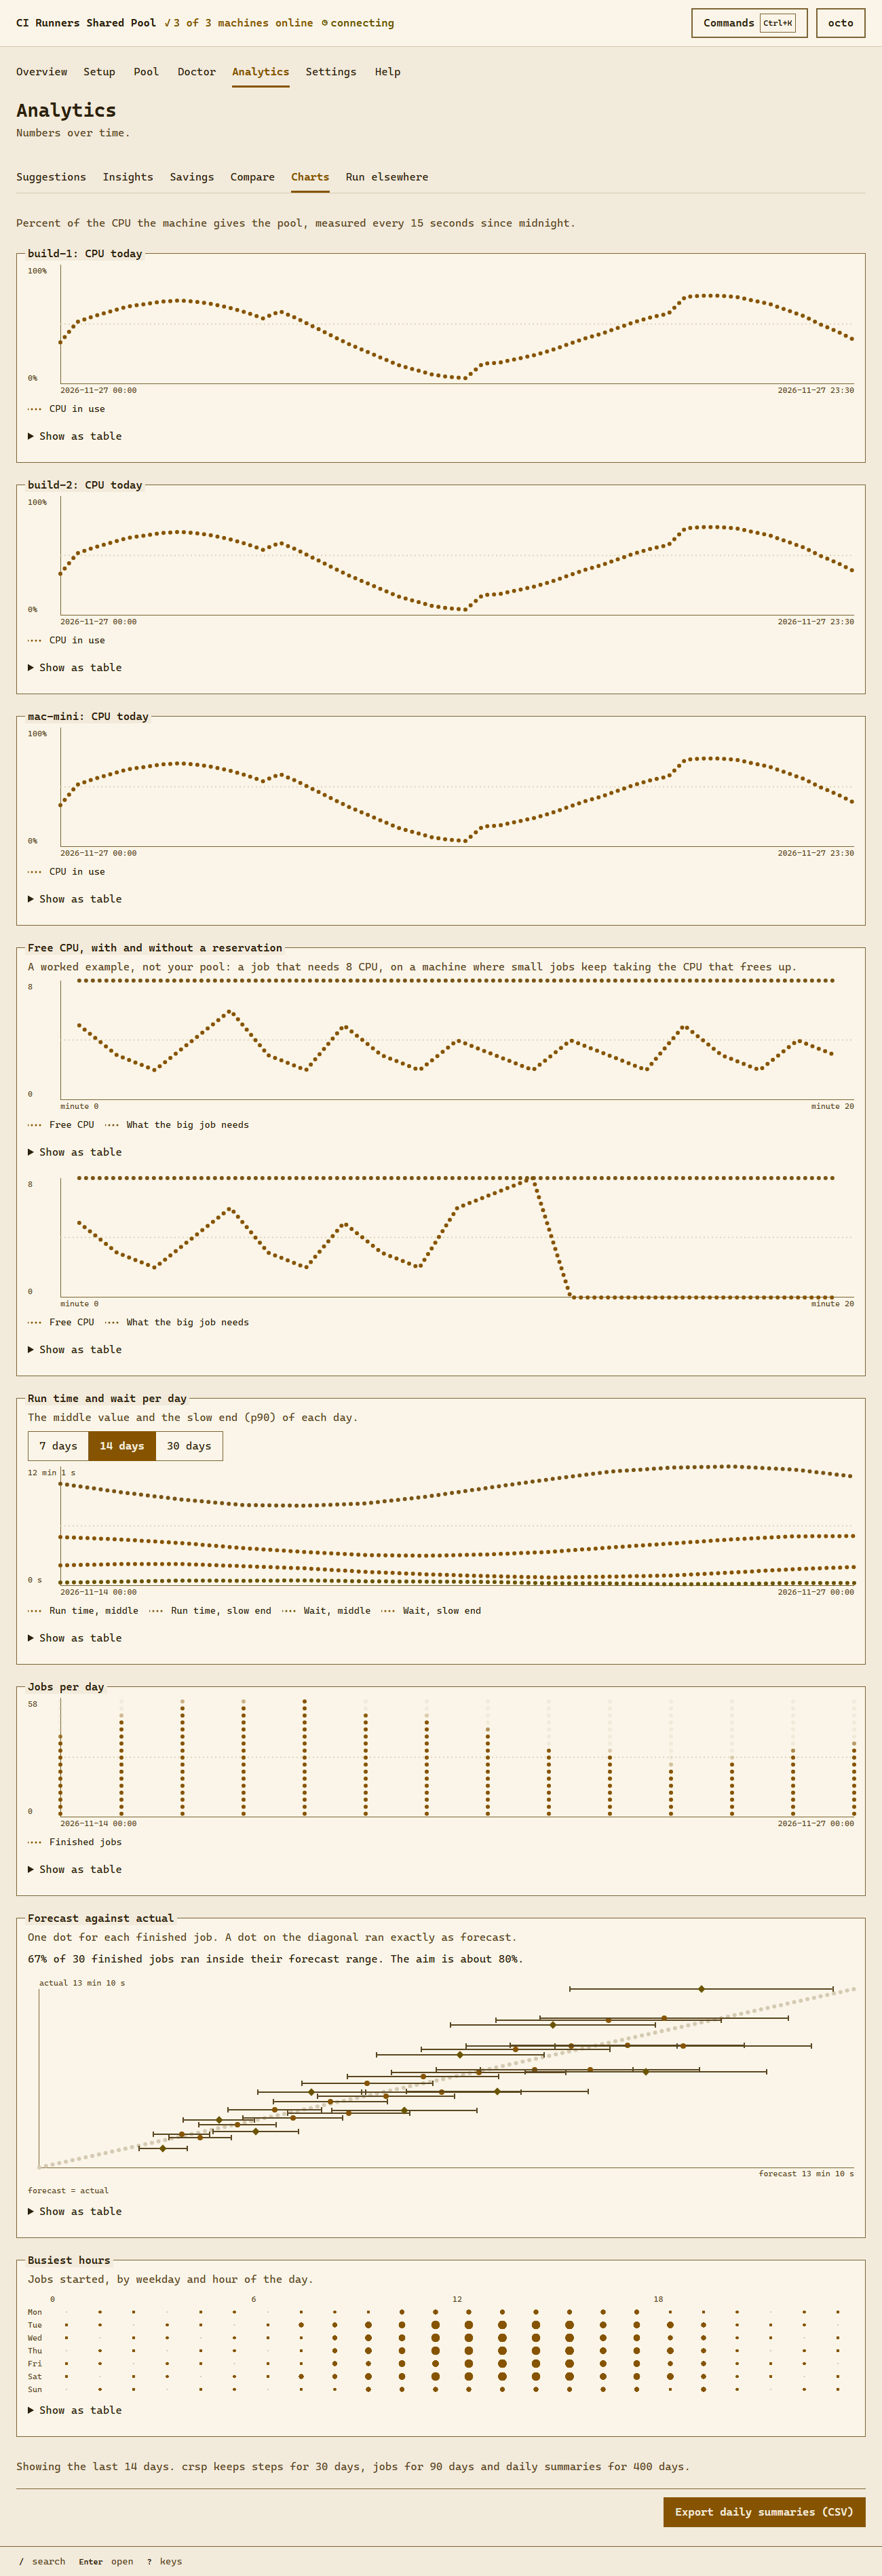 CI Runners Shared Pool ✓ 3 of 3 machines online connecting Commands Ctrl+K octo
Overview Setup Pool Doctor Analytics Settings Help
Analytics
Numbers over time.
Suggestions Insights Savings Compare Charts Run elsewhere
Percent of the CPU the machine gives the pool, measured every 15 seconds since midnight.
build-1: CPU today
100%
0%
2026-11-27 00:00 2026-11-27 23:30
CPU in use
▶ Show as table
build-2: CPU today
100%
0%
2026-11-27 00:00 2026-11-27 23:30
CPU in use
▶ Show as table
mac-mini: CPU today
100%
0%
2026-11-27 00:00 2026-11-27 23:30
CPU in use
▶ Show as table
Free CPU, with and without a reservation
A worked example, not your pool: a job that needs 8 CPU, on a machine where small jobs keep taking the CPU that frees up.
8
0
minute 0 minute 20
Free CPU What the big job needs
▶ Show as table
8
0
minute 0 minute 20
Free CPU What the big job needs
▶ Show as table
Run time and wait per day
The middle value and the slow end (p90) of each day.
7 days 14 days 30 days
12 min 1 s
0 s
2026-11-14 00:00 2026-11-27 00:00
Run time, middle Run time, slow end Wait, middle Wait, slow end
▶ Show as table
Jobs per day
58
0
2026-11-14 00:00 2026-11-27 00:00
Finished jobs
▶ Show as table
Forecast against actual
One dot for each finished job. A dot on the diagonal ran exactly as forecast.
67% of 30 finished jobs ran inside their forecast range. The aim is about 80%.
actual 13 min 10 s
forecast 13 min 10 s
forecast = actual
▶ Show as table
Busiest hours
Jobs started, by weekday and hour of the day.
0 6 12 18
Mon
Tue
Wed
Thu
Fri
Sat
Sun
▶ Show as table
Showing the last 14 days. crsp keeps steps for 30 days, jobs for 90 days and daily summaries for 400 days.
Export daily summaries (CSV)
/ search Enter open ? keys